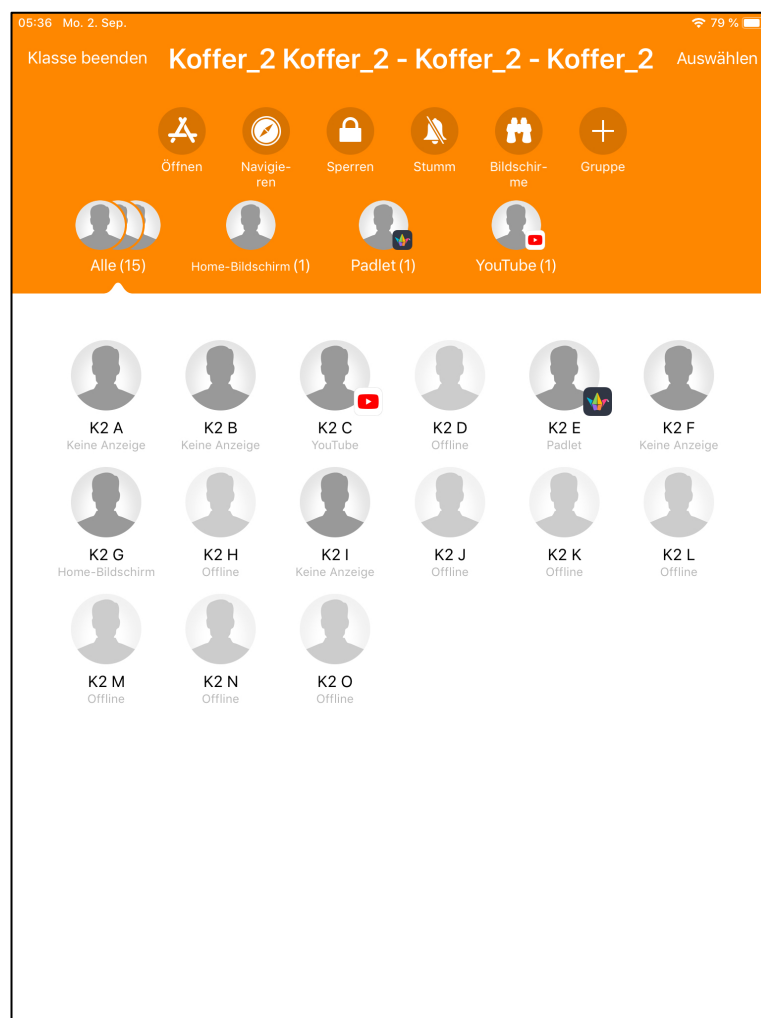 05:36 Mo. 2. Sep. 79 %
Klasse beenden Koffer_2 Koffer_2 - Koffer_2 - Koffer_2 Auswählen
Öffnen Navigie- Sperren Stumm Bildschir- Gruppe
ren me
Alle (15) Home-Bildschirm (1) Padlet (1) YouTube (1)
K2 A K2 B K2 C K2 D K2 E K2 F
Keine Anzeige Keine Anzeige YouTube Offline Padlet Keine Anzeige
K2 G K2 H K2 I K2 J K2 K K2 L
Home-Bildschirm Offline Keine Anzeige Offline Offline Offline
K2 M K2 N K2 O
Offline Offline Offline